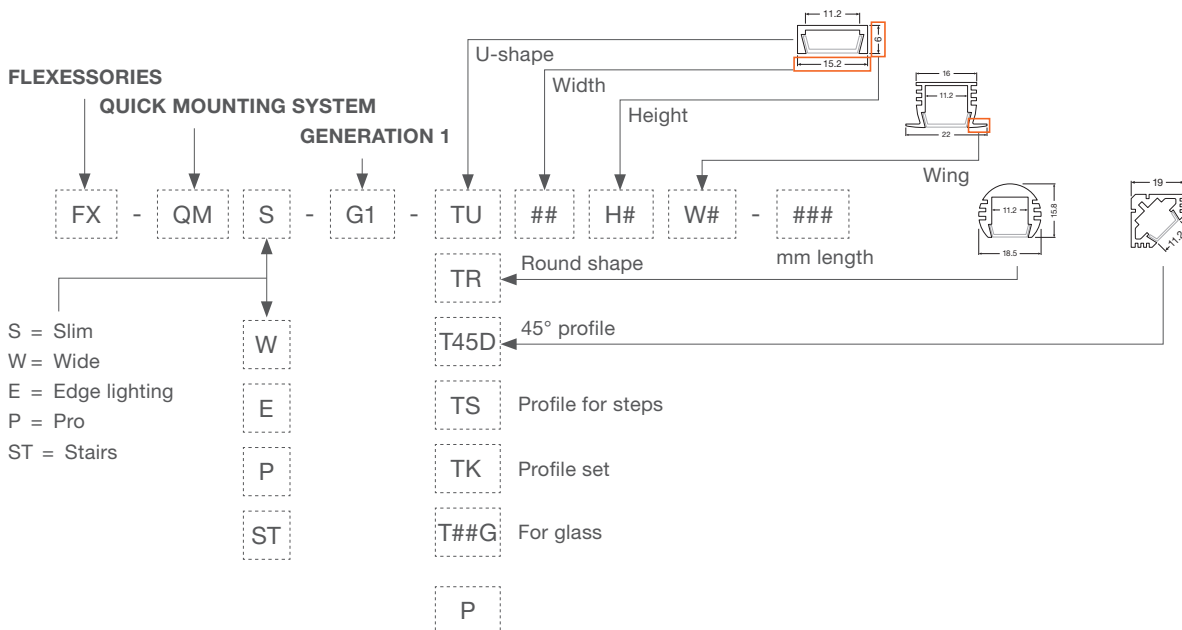 11.2
6
15.2
U-shape
FLEXESSORIES
Width
16
QUICK MOUNTING SYSTEM
11.2
Height
GENERATION 1
22
Wing
19
FX - QM S - G1 - TU ## H# W# - ###
11.2
15.8
11.2
18.5
mm length
TR Round shape
S = Slim
W = Wide
E = Edge lighting
P = Pro
ST = Stairs
W
E
P
ST
T45D 45° profile
TS Profile for steps
TK Profile set
T##G For glass
P